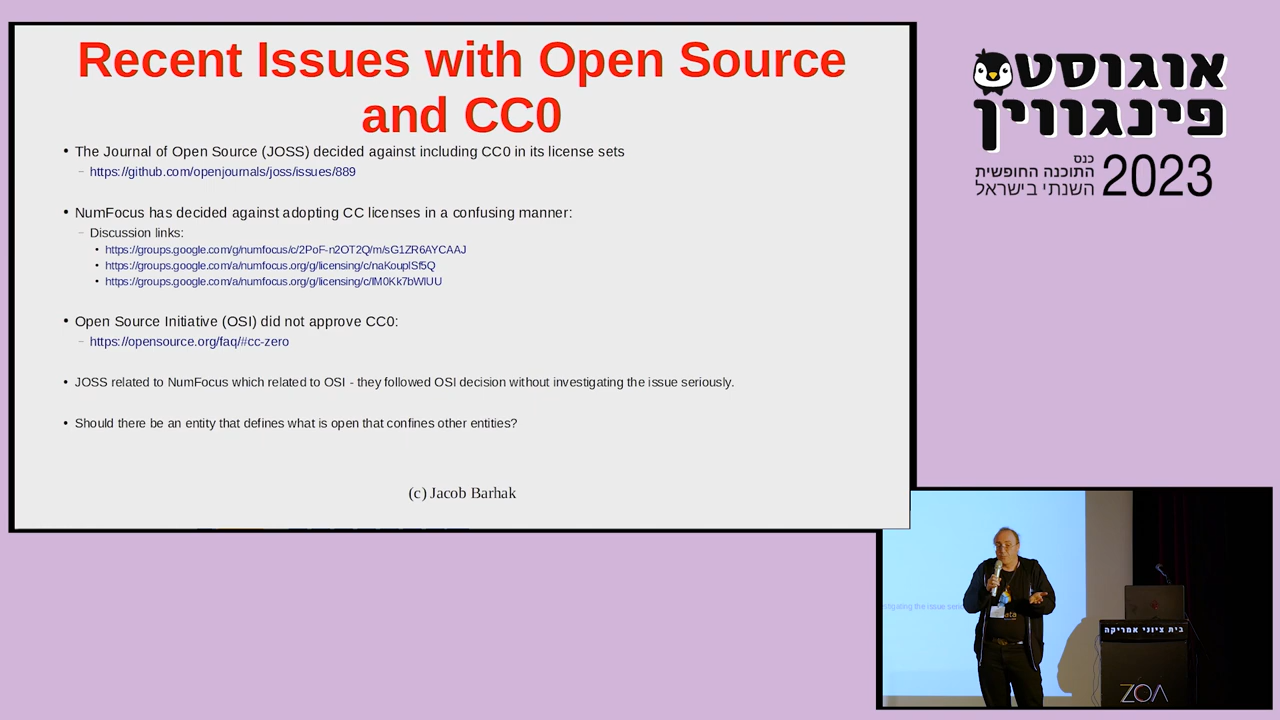 Recent Issues with Open Source
and CC0
• The Journal of Open Source (JOSS) decided against including CC0 in its license sets
– https://github.com/openjournals/joss/issues/889
• NumFocus has decided against adopting CC licenses in a confusing manner:
– Discussion links:
• https://groups.google.com/g/numfocus/c/2PoF-n2OT2Q/m/sG1ZR6AYCAAJ
• https://groups.google.com/a/numfocus.org/g/licensing/c/naKouplSf5Q
• https://groups.google.com/a/numfocus.org/g/licensing/c/lM0Kk7bWIUU
• Open Source Initiative (OSI) did not approve CC0:
– https://opensource.org/faq/#cc-zero
• JOSS related to NumFocus which related to OSI - they followed OSI decision without investigating the issue seriously.
• Should there be an entity that defines what is open that confines other entities?
(c) Jacob Barhak
אוגוסט
פינגווין
כנס
התוכנה החופשית
השנתי בישראל
2023
stigating the issue seri
בית ציוני אמריקה
ZOA